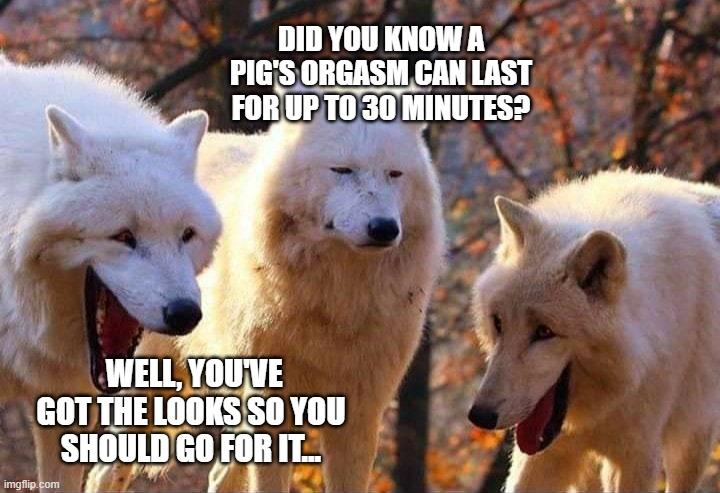 DID YOU KNOW A
PIG'S ORGASM CAN LAST
FOR UP TO 30 MINUTES?
WELL, YOU'VE
GOT THE LOOKS SO YOU
SHOULD GO FOR IT...
imgflip.com